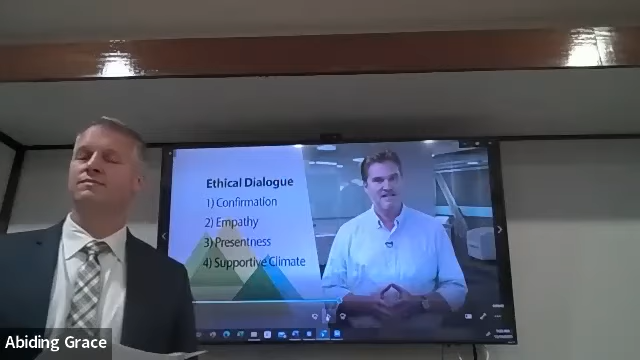 Ethical Dialogue
1) Confirmation
2) Empathy
3) Presentness
4) Supportive Climate
Abiding Grace